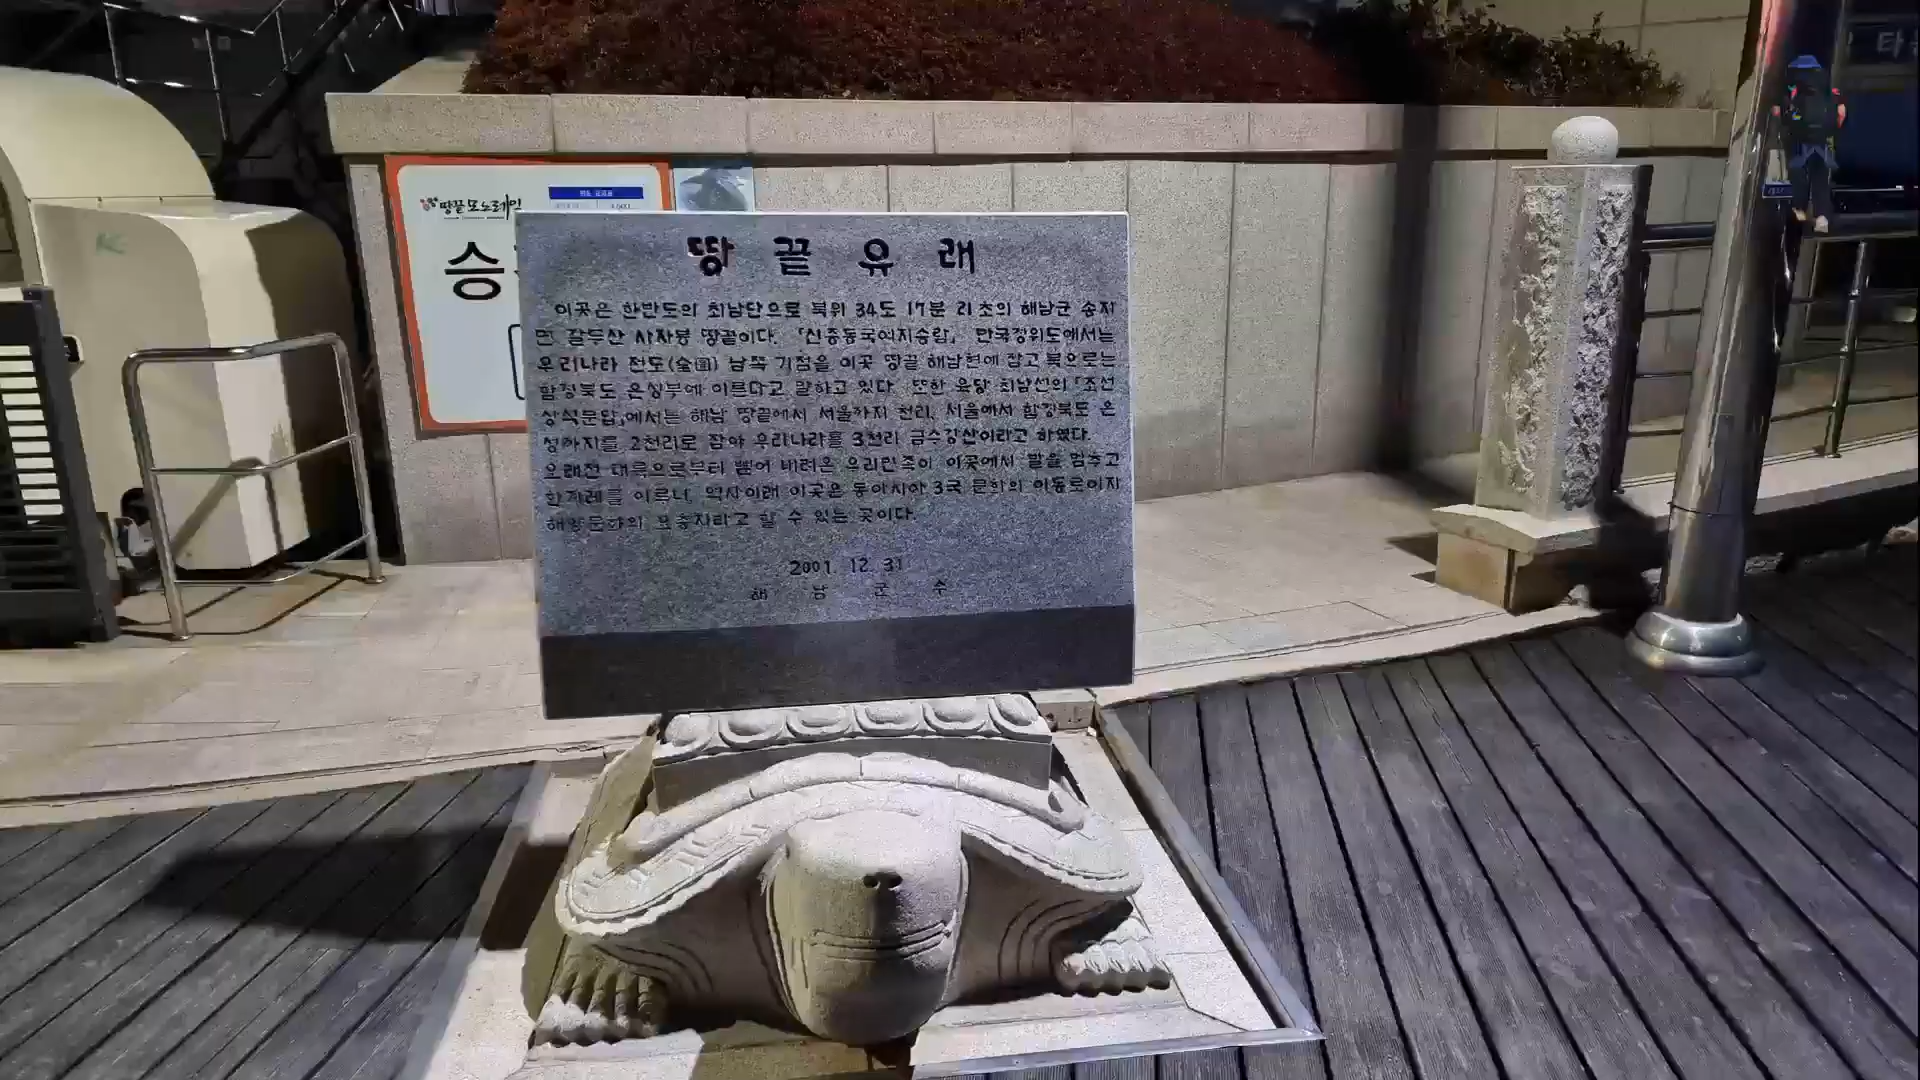 땅끝모노레일
승
땅 끝 유 래
이곳은 한반도의 최남단으로 북위 34도 17분 21초의 해남군 송지
면 갈두산 사자봉 땅끝이다. 「신증동국여지승람」 만국경위도에서는
우리나라 전도(全圖) 남쪽 기점을 이곳 땅끝 해남현에 잡고 북으로는
함경북도 온성부에 이른다고 말하고 있다. 또한 육당 최남선의 「조선
상식문답」에서는 해남 땅끝에서 서울까지 천리, 서울에서 함경북도 온
성까지를 2천리로 잡아 우리나라를 3천리 금수강산이라고 하였다.
오래전 대륙으로부터 뻗어 내려온 우리민족이 이곳에서 발을 멈추고
한겨레를 이루니, 역사이래 이곳은 동아시아 3국 문화의 이동로이자
해양문화의 요충지라고 할 수 있는 곳이다.
2001. 12. 31
해 남 군 수